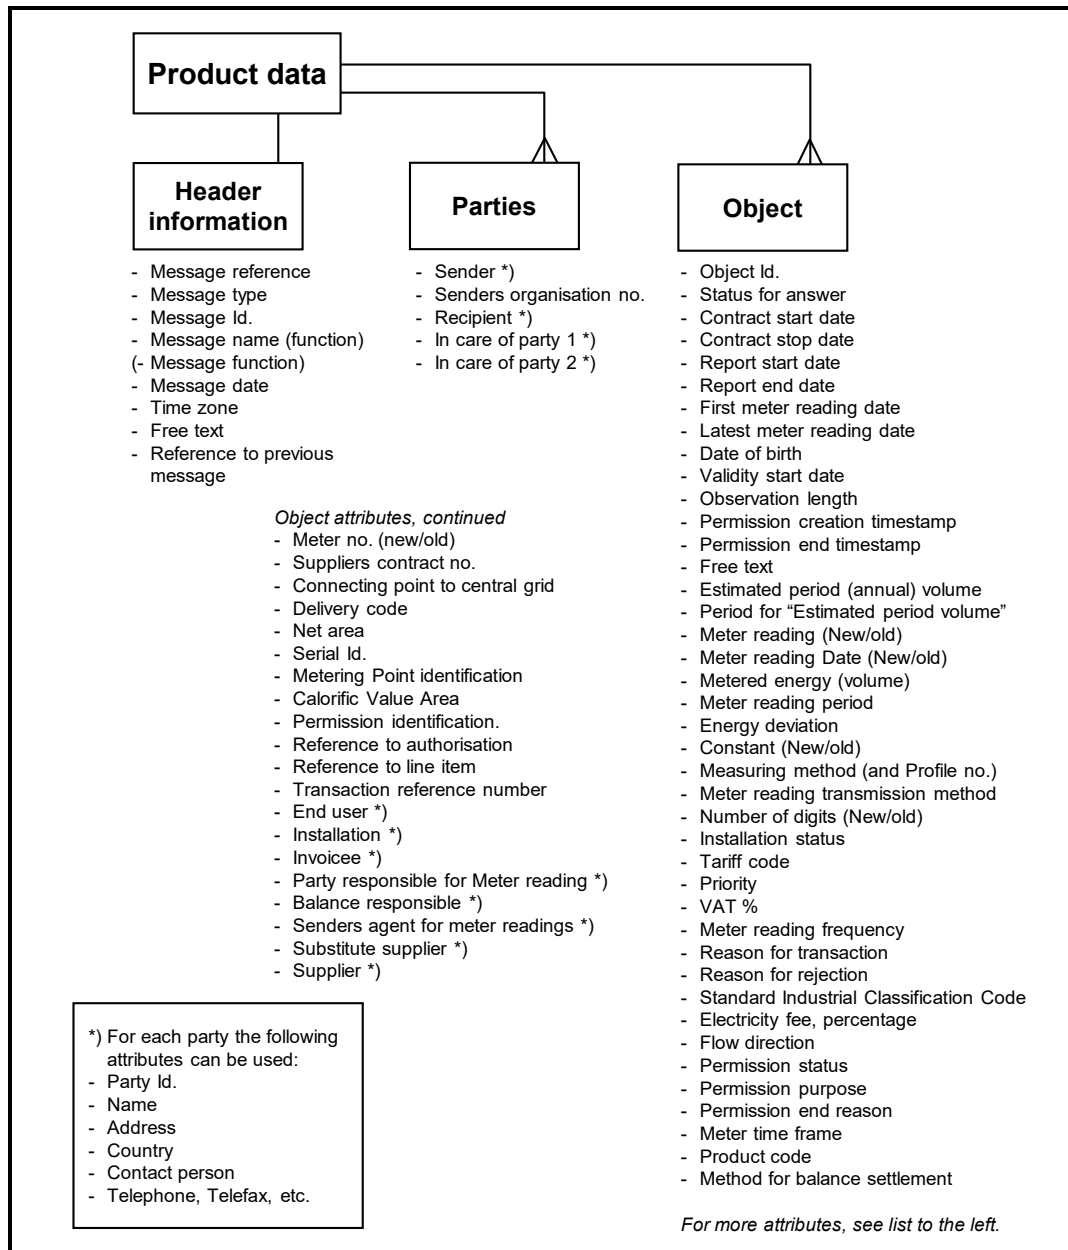 Product data
Header
information
- Message reference
- Message type
- Message Id.
- Message name (function)
(- Message function)
- Message date
- Time zone
- Free text
- Reference to previous
message
Parties
- Sender *)
- Senders organisation no.
- Recipient *)
- In care of party 1 *)
- In care of party 2 *)
Object
- Object Id.
- Status for answer
- Contract start date
- Contract stop date
- Report start date
- Report end date
- First meter reading date
- Latest meter reading date
- Date of birth
- Validity start date
- Observation length
- Permission creation timestamp
- Permission end timestamp
- Free text
- Estimated period (annual) volume
- Period for “Estimated period volume”
- Meter reading (New/old)
- Meter reading Date (New/old)
- Metered energy (volume)
- Meter reading period
- Energy deviation
- Constant (New/old)
- Measuring method (and Profile no.)
- Meter reading transmission method
- Number of digits (New/old)
- Installation status
- Tariff code
- Priority
- VAT %
- Meter reading frequency
- Reason for transaction
- Reason for rejection
- Standard Industrial Classification Code
- Electricity fee, percentage
- Flow direction
- Permission status
- Permission purpose
- Permission end reason
- Meter time frame
- Product code
- Method for balance settlement
For more attributes, see list to the left.
Object attributes, continued
- Meter no. (new/old)
- Suppliers contract no.
- Connecting point to central grid
- Delivery code
- Net area
- Serial Id.
- Metering Point identification
- Calorific Value Area
- Permission identification.
- Reference to authorisation
- Reference to line item
- Transaction reference number
- End user *)
- Installation *)
- Invoicee *)
- Party responsible for Meter reading *)
- Balance responsible *)
- Senders agent for meter readings *)
- Substitute supplier *)
- Supplier *)
*) For each party the following
attributes can be used:
- Party Id.
- Name
- Address
- Country
- Contact person
- Telephone, Telefax, etc.